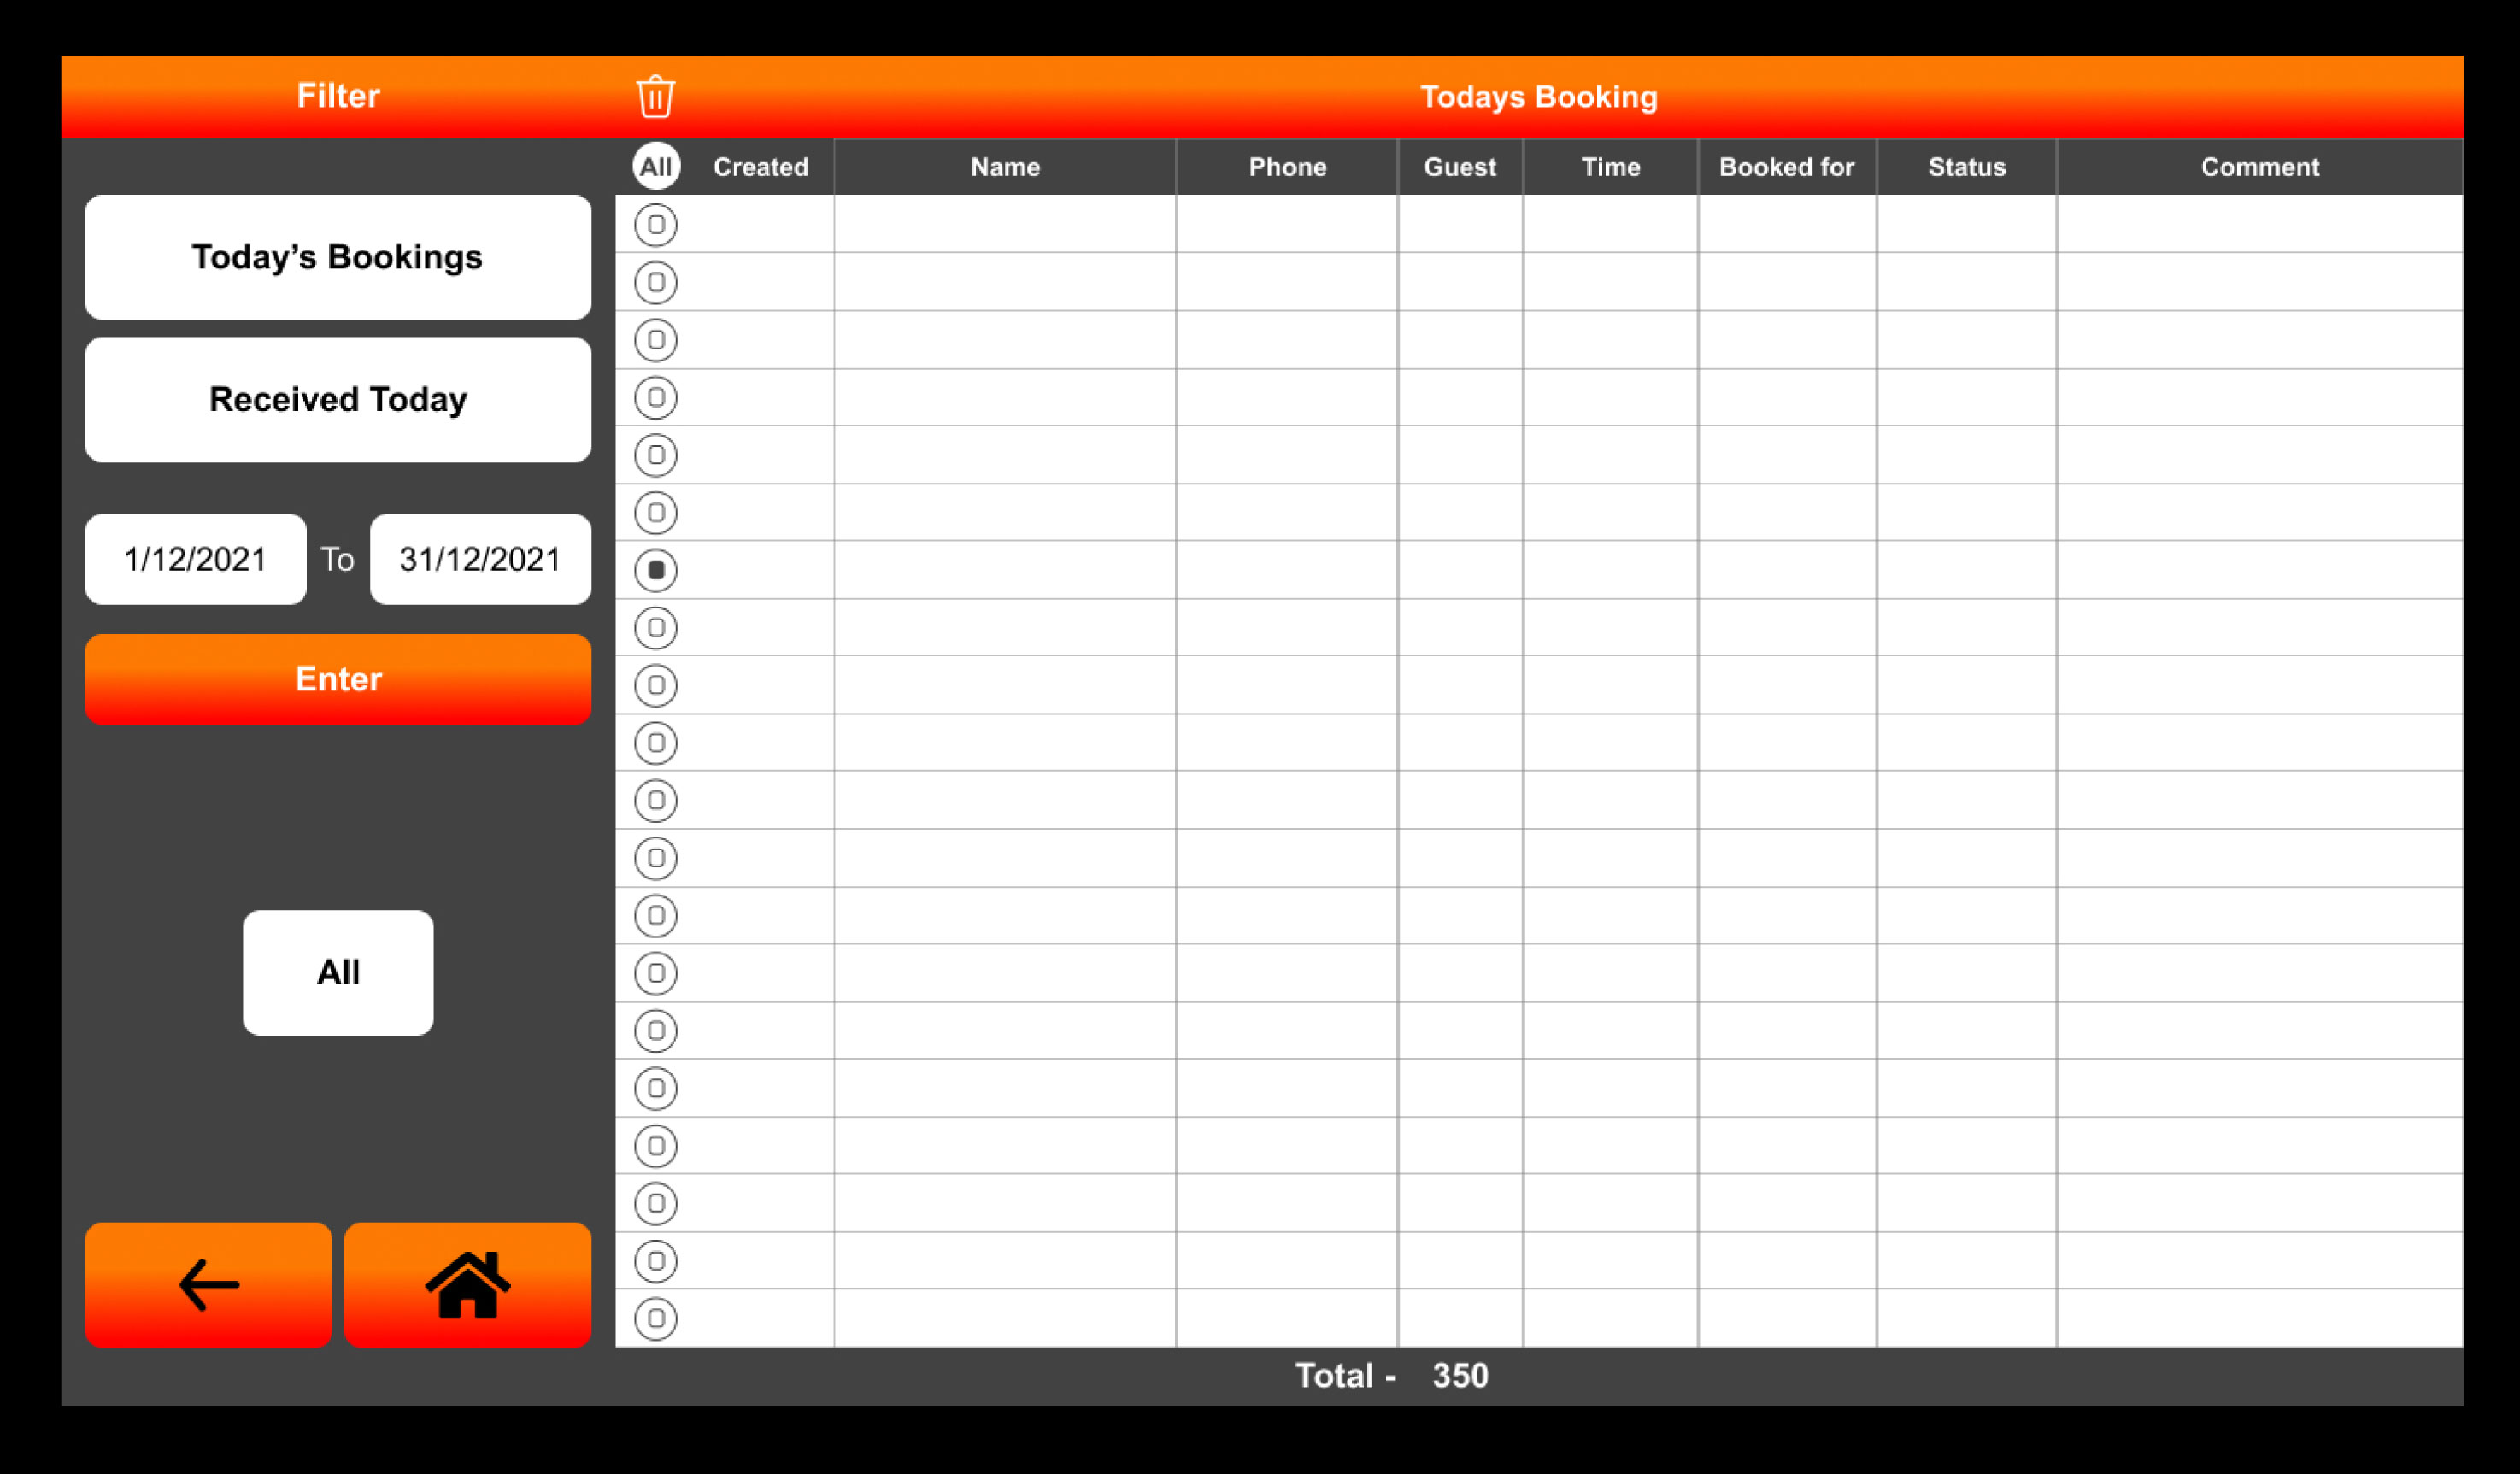 Filter
Todays Booking
All Created Name Phone Guest Time Booked for Status Comment
Today’s Bookings
Received Today
1/12/2021 To 31/12/2021
Enter
All
Total - 350